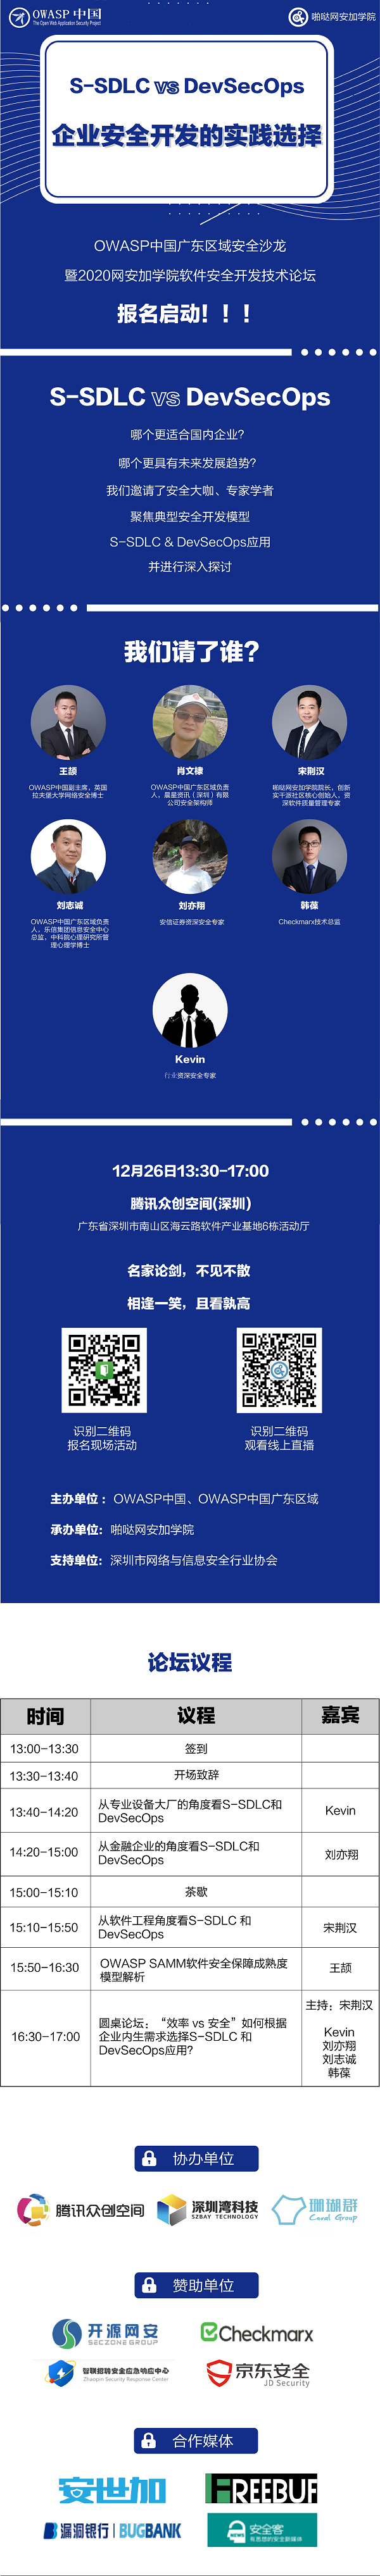 OWASP 中国
The Open Web Application Security Project
啪哒网安加学院
S-SDLC vs DevSecOps
企业安全开发的实践选择
OWASP中国广东区域安全沙龙
暨2020网安加学院软件安全开发技术论坛
报名启动！！！
S-SDLC vs DevSecOps
哪个更适合国内企业?
哪个更具有未来发展趋势?
我们邀请了安全大咖、专家学者
聚焦典型安全开发模型
S-SDLC & DevSecOps应用
并进行深入探讨
我们请了谁?
王颉
OWASP中国副主席，英国
拉夫堡大学网络安全博士
肖文棣
OWASP中国广东区域负责
人，晨星资讯（深圳）有限
公司安全架构师
宋荆汉
啪哒网安加学院院长，创新
实干派社区核心创始人，资
深软件质量管理专家
刘志诚
OWASP中国广东区域负责
人，乐信集团信息安全中心
总监，中科院心理研究所管
理心理学博士
刘亦翔
安信证券资深安全专家
韩葆
Checkmarx技术总监
Kevin
行业资深安全专家
12月26日13:30-17:00
腾讯众创空间(深圳)
广东省深圳市南山区海云路软件产业基地6栋活动厅
名家论剑，不见不散
相逢一笑，且看孰高
识别二维码
报名现场活动
识别二维码
观看线上直播
主办单位：OWASP中国、OWASP中国广东区域
承办单位：啪哒网安加学院
支持单位：深圳市网络与信息安全行业协会
论坛议程
时间 议程 嘉宾
13:00-13:30 签到
13:30-13:40 开场致辞
13:40-14:20 从专业设备大厂的角度看S-SDLC和
DevSecOps Kevin
14:20-15:00 从金融企业的角度看S-SDLC和
DevSecOps 刘亦翔
15:00-15:10 茶歇
15:10-15:50 从软件工程角度看S-SDLC 和
DevSecOps 宋荆汉
15:50-16:30 OWASP SAMM软件安全保障成熟度
模型解析 王颉
16:30-17:00 圆桌论坛：“效率 vs 安全”如何根据
企业内生需求选择S-SDLC 和
DevSecOps应用?
主持：宋荆汉
Kevin
刘亦翔
刘志诚
韩葆
协办单位
腾讯众创空间
深圳湾科技
SZBAY TECHNOLOGY
珊瑚群
Coral Group
赞助单位
开源网安
SECZONE GROUP
Checkmarx
智联招聘安全应急响应中心
Zhaopin Security Response Center
京东安全
JD Security
合作媒体
安世加
FREEBUF
漏洞银行 | BUGBANK
NEWS
安全客
有思想的安全新媒体